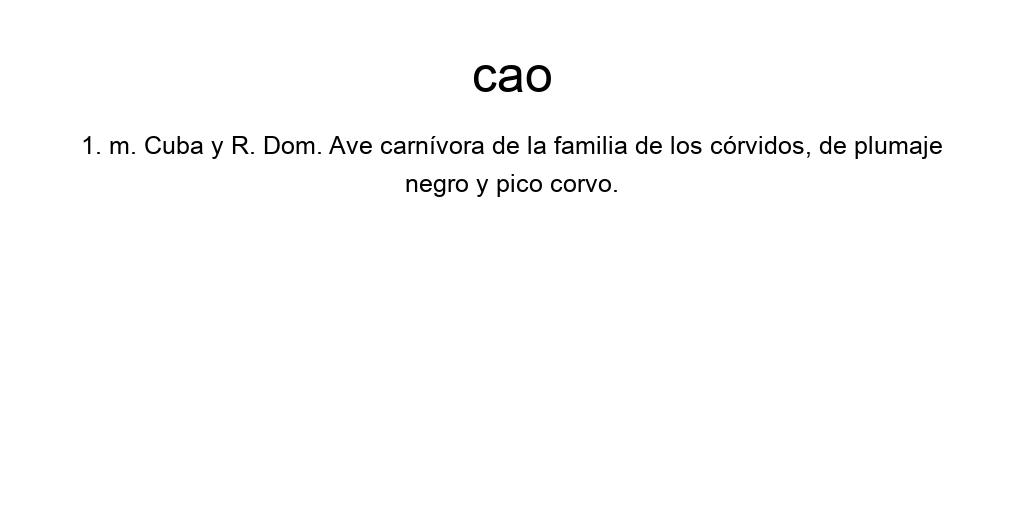 cao
1. m. Cuba y R. Dom. Ave carnívora de la familia de los córvidos, de plumaje
negro y pico corvo.